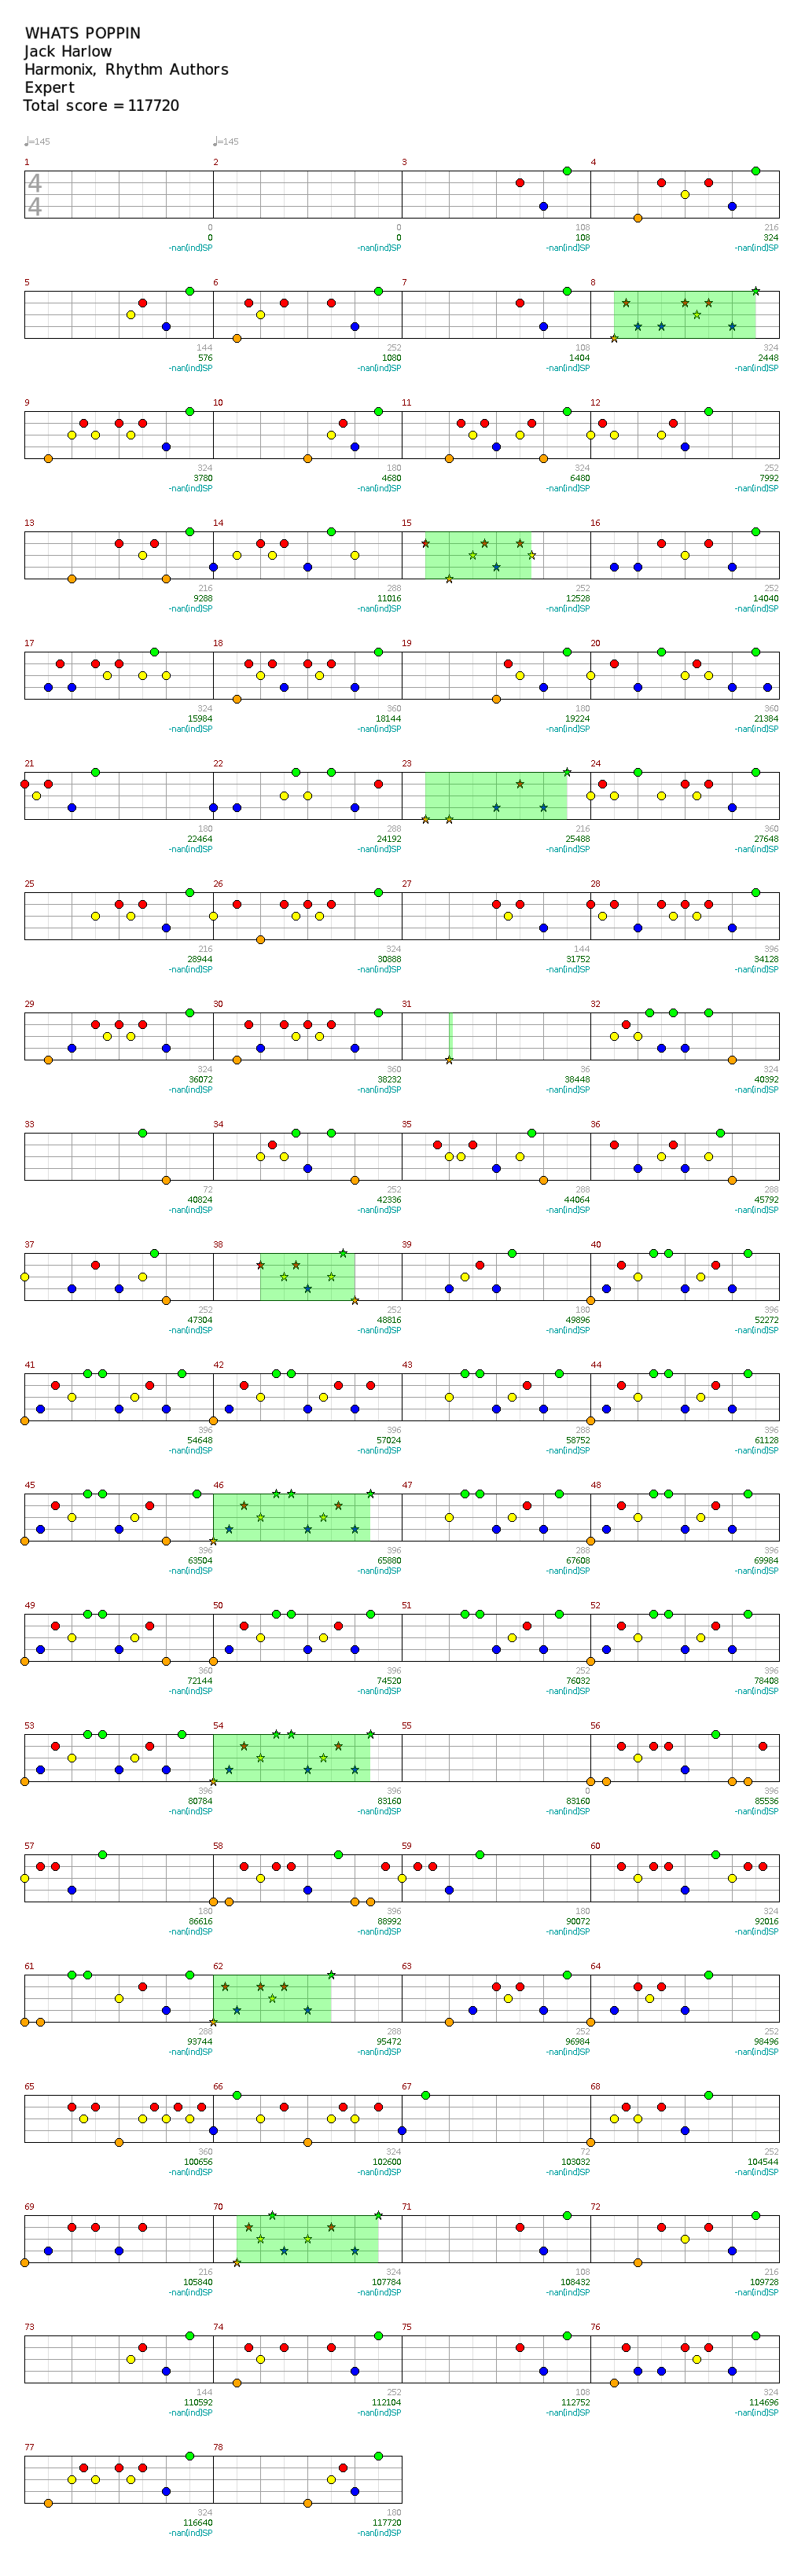 WHATS POPPIN
Jack Harlow
Harmonix, Rhythm Authors
Expert
Total score = 117720
♩=145 ♩=145
1 2 3 4
4
4
0 0 108 216
0 0 108 324
-nan(ind)SP -nan(ind)SP -nan(ind)SP -nan(ind)SP
5 6 7 8
144 252 108 324
576 1080 1404 2448
-nan(ind)SP -nan(ind)SP -nan(ind)SP -nan(ind)SP
9 10 11 12
324 180 324 252
3780 4680 6480 7992
-nan(ind)SP -nan(ind)SP -nan(ind)SP -nan(ind)SP
13 14 15 16
216 288 252 252
9288 11016 12528 14040
-nan(ind)SP -nan(ind)SP -nan(ind)SP -nan(ind)SP
17 18 19 20
324 360 180 360
15984 18144 19224 21384
-nan(ind)SP -nan(ind)SP -nan(ind)SP -nan(ind)SP
21 22 23 24
180 288 216 360
22464 24192 25488 27648
-nan(ind)SP -nan(ind)SP -nan(ind)SP -nan(ind)SP
25 26 27 28
216 324 144 396
28944 30888 31752 34128
-nan(ind)SP -nan(ind)SP -nan(ind)SP -nan(ind)SP
29 30 31 32
324 360 36 324
36072 38232 38448 40392
-nan(ind)SP -nan(ind)SP -nan(ind)SP -nan(ind)SP
33 34 35 36
72 252 288 288
40824 42336 44064 45792
-nan(ind)SP -nan(ind)SP -nan(ind)SP -nan(ind)SP
37 38 39 40
252 252 180 396
47304 48816 49896 52272
-nan(ind)SP -nan(ind)SP -nan(ind)SP -nan(ind)SP
41 42 43 44
396 396 288 396
54648 57024 58752 61128
-nan(ind)SP -nan(ind)SP -nan(ind)SP -nan(ind)SP
45 46 47 48
396 396 288 396
63504 65880 67608 69984
-nan(ind)SP -nan(ind)SP -nan(ind)SP -nan(ind)SP
49 50 51 52
360 396 252 396
72144 74520 76032 78408
-nan(ind)SP -nan(ind)SP -nan(ind)SP -nan(ind)SP
53 54 55 56
396 396 0 396
80784 83160 83160 85536
-nan(ind)SP -nan(ind)SP -nan(ind)SP -nan(ind)SP
57 58 59 60
180 396 180 324
86616 88992 90072 92016
-nan(ind)SP -nan(ind)SP -nan(ind)SP -nan(ind)SP
61 62 63 64
288 288 252 252
93744 95472 96984 98496
-nan(ind)SP -nan(ind)SP -nan(ind)SP -nan(ind)SP
65 66 67 68
360 324 72 252
100656 102600 103032 104544
-nan(ind)SP -nan(ind)SP -nan(ind)SP -nan(ind)SP
69 70 71 72
216 324 108 216
105840 107784 108432 109728
-nan(ind)SP -nan(ind)SP -nan(ind)SP -nan(ind)SP
73 74 75 76
144 252 108 324
110592 112104 112752 114696
-nan(ind)SP -nan(ind)SP -nan(ind)SP -nan(ind)SP
77 78
324 180
116640 117720
-nan(ind)SP -nan(ind)SP